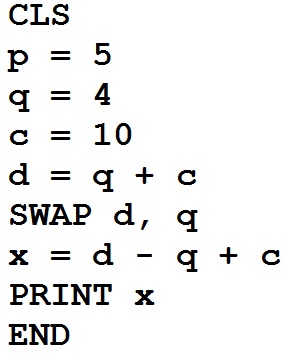 CLS
p = 5
q = 4
c = 10
d = q + c
SWAP d, q
x = d - q + c
PRINT x
END